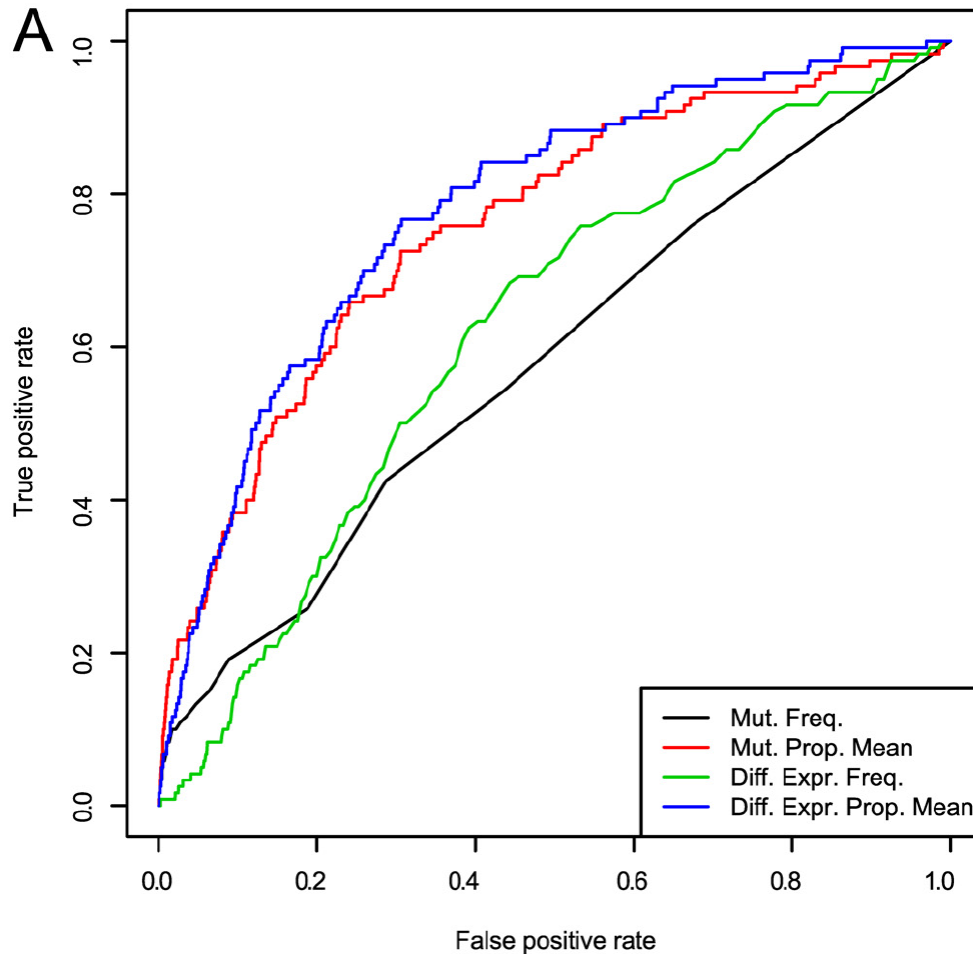 A
True positive rate
1.0
0.8
0.6
0.4
0.2
0.0
Mut. Freq.
Mut. Prop. Mean
Diff. Expr. Freq.
Diff. Expr. Prop. Mean
0.0 0.2 0.4 0.6 0.8 1.0
False positive rate